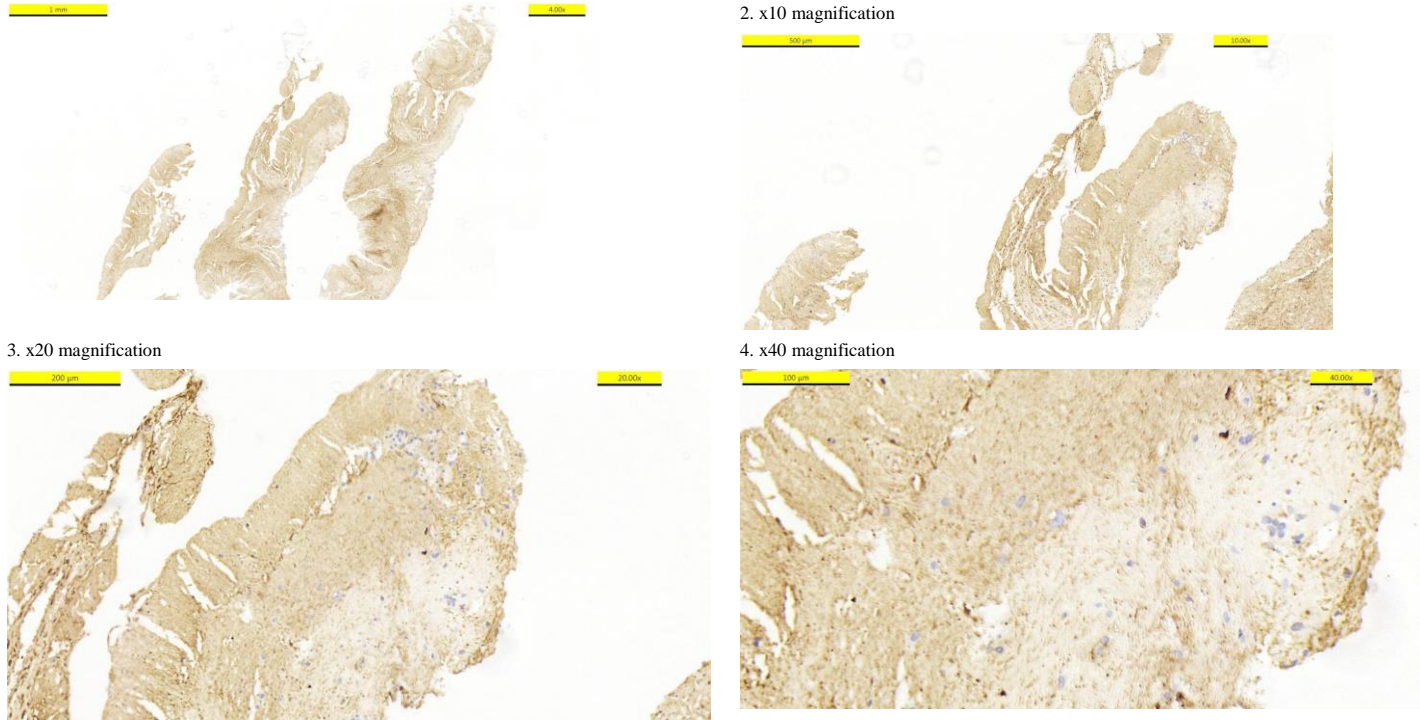 1 mm
4.00x
2. x10 magnification
500 µm
10.00x
3. x20 magnification
200 µm
20.00x
4. x40 magnification
100 µm
40.00x